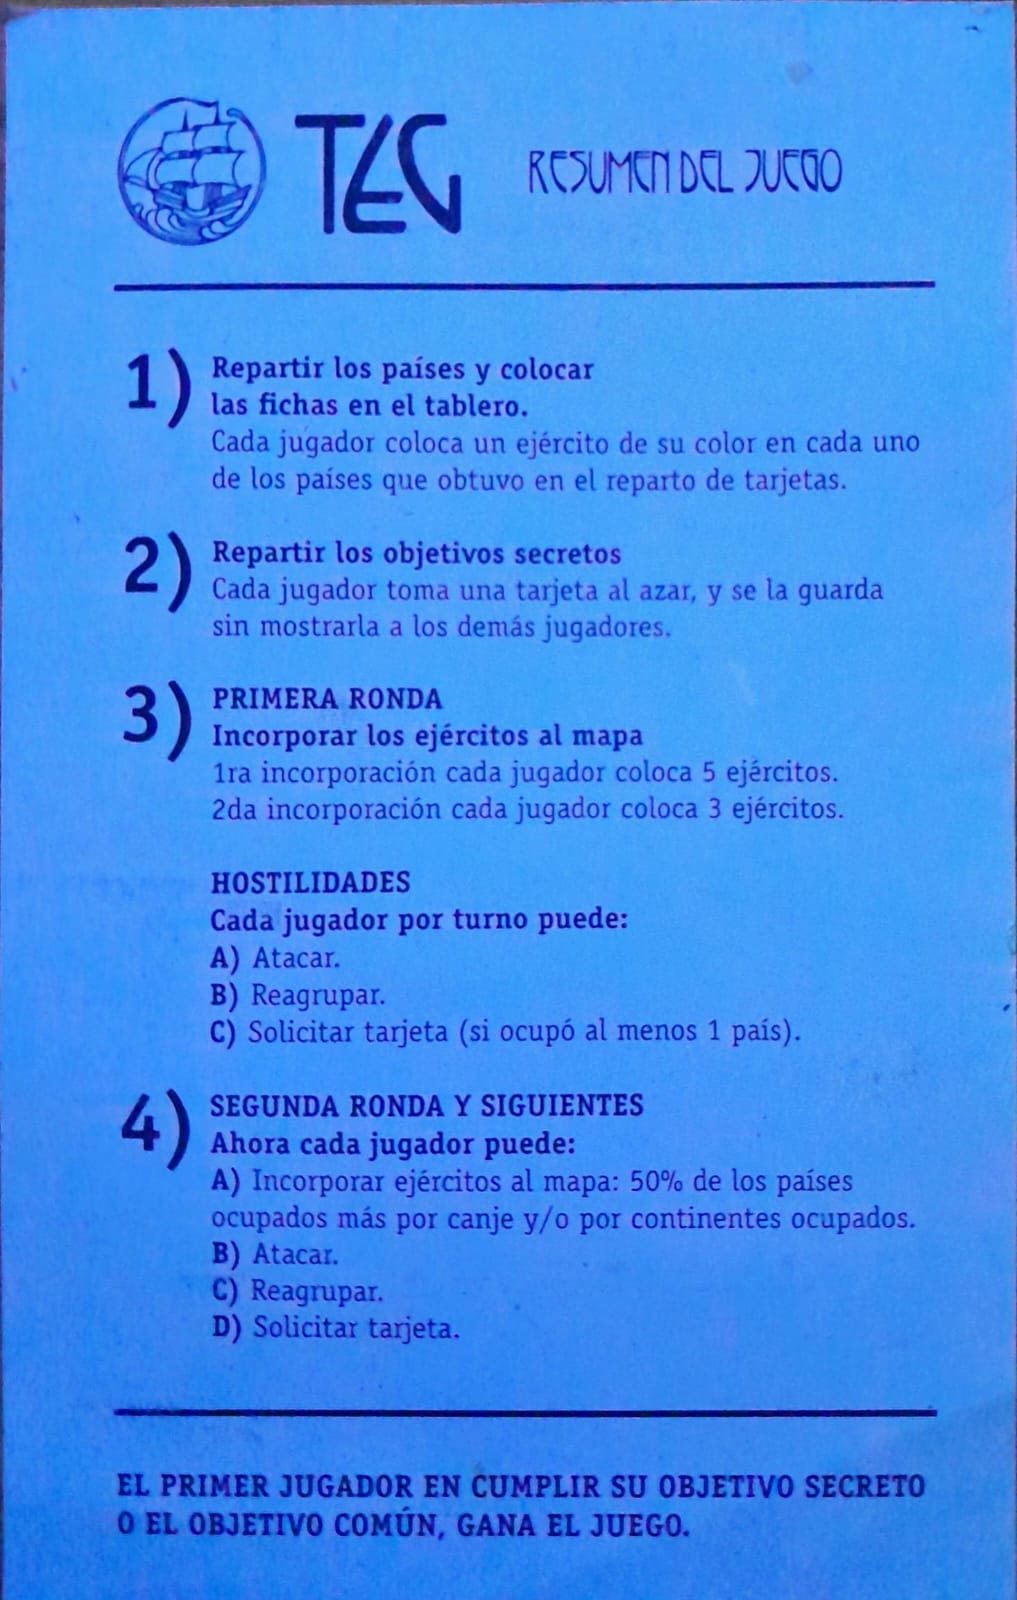 TEG RESUMEN DEL JUEGO
1) Repartir los países y colocar
las fichas en el tablero.
Cada jugador coloca un ejército de su color en cada uno
de los países que obtuvo en el reparto de tarjetas.
2) Repartir los objetivos secretos
Cada jugador toma una tarjeta al azar, y se la guarda
sin mostrarla a los demás jugadores.
3) PRIMERA RONDA
Incorporar los ejércitos al mapa
1ra incorporación cada jugador coloca 5 ejércitos.
2da incorporación cada jugador coloca 3 ejércitos.
HOSTILIDADES
Cada jugador por turno puede:
A) Atacar.
B) Reagrupar.
C) Solicitar tarjeta (si ocupó al menos 1 país).
4) SEGUNDA RONDA Y SIGUIENTES
Ahora cada jugador puede:
A) Incorporar ejércitos al mapa: 50% de los países
ocupados más por canje y/o por continentes ocupados.
B) Atacar.
C) Reagrupar.
D) Solicitar tarjeta.
EL PRIMER JUGADOR EN CUMPLIR SU OBJETIVO SECRETO
O EL OBJETIVO COMÚN, GANA EL JUEGO.